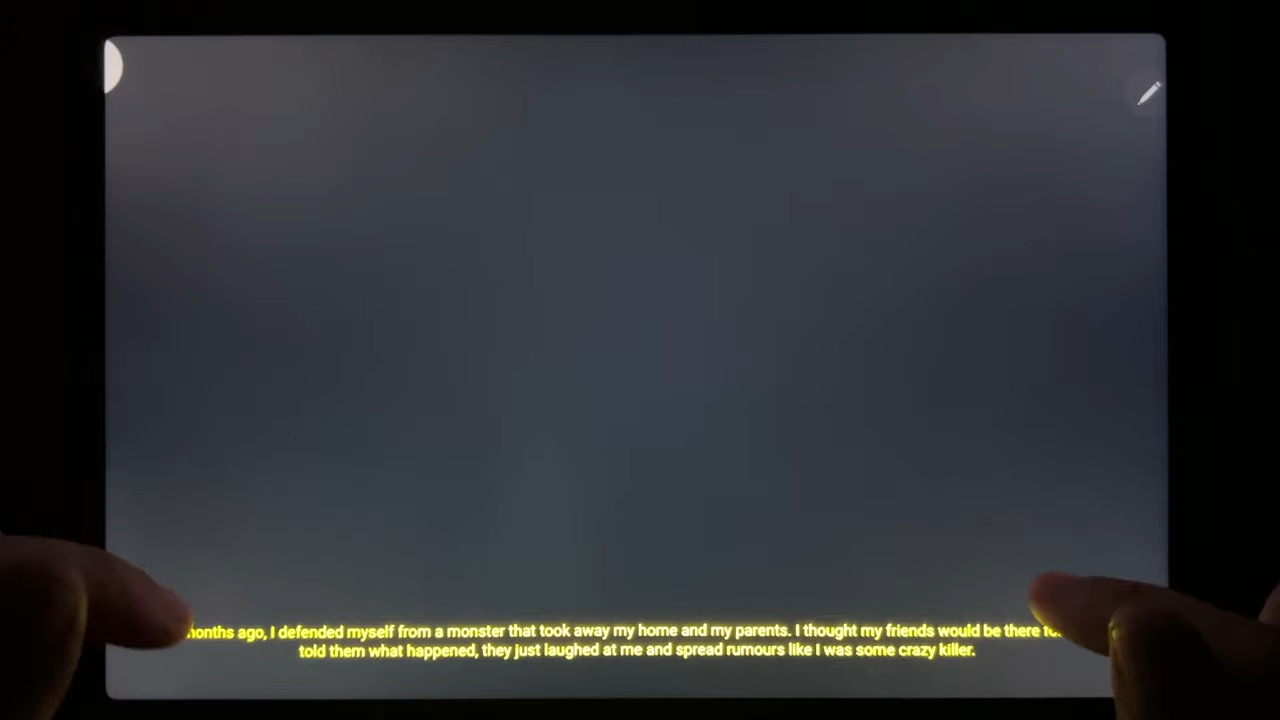 ago, I defended myself from a monster that took away my home and my parents. I thought my friends would be there
told them what happened, they just laughed at me and spread rumours like I was some crazy killer.